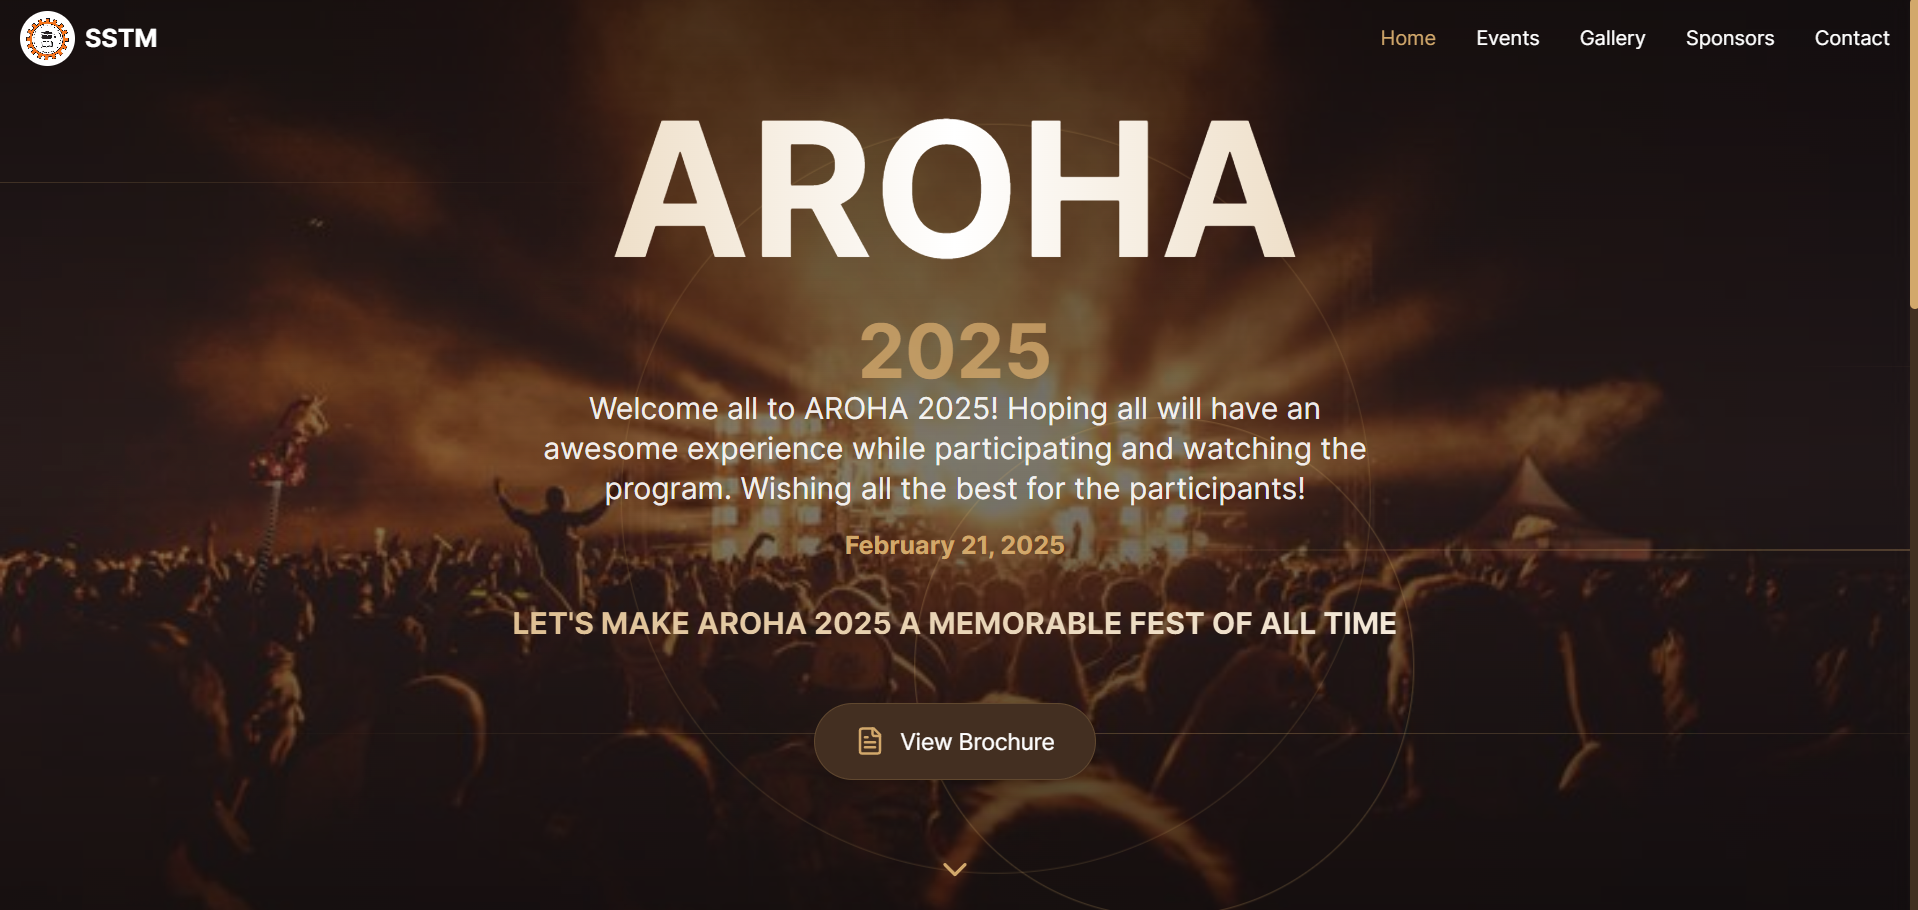 SSTM
Home
Events
Gallery
Sponsors
Contact
AROHA
2025
Welcome all to AROHA 2025! Hoping all will have an
awesome experience while participating and watching the
program. Wishing all the best for the participants!
February 21, 2025
LET'S MAKE AROHA 2025 A MEMORABLE FEST OF ALL TIME
View Brochure